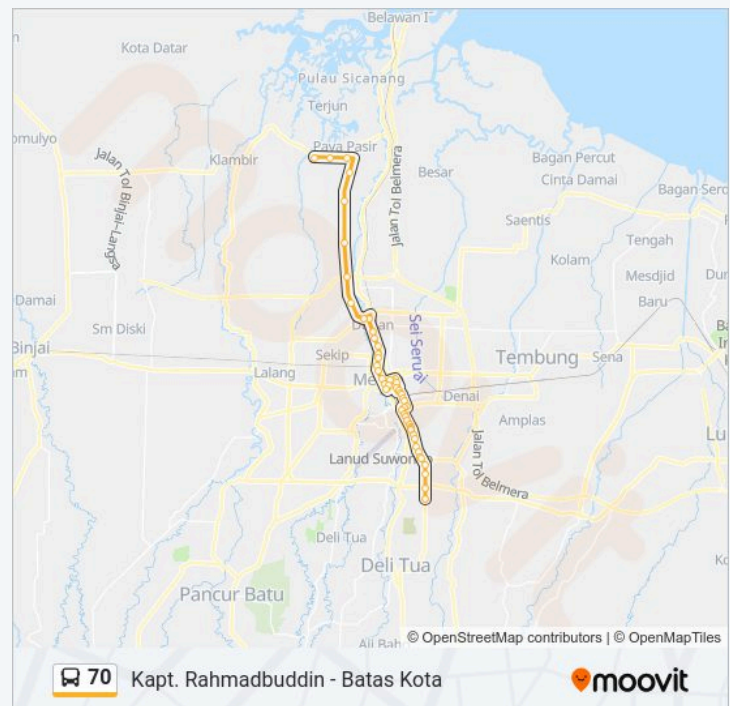 Belawan I
Kota Datar
Pulau Sicanang
Terjun
omulyo
Klambir
Paya Pasir
Jalan Tol Binjai-Langsa
Jalan Tol Belmera
Besar
Bagan Percut
Cinta Damai
Bagan Serd
Saentis
Tengah
Kolam
Mesdjid
Baru
Damai
Sm Diski
Binjai
Sekip
Lalang
Sei Serui
Tembung
Sena
Denai
Amplas
Lanud Suwon
Jalan Tol Belmera
Deli Tua
Deli Tua
Pancur Batu
© OpenStreetMap contributors | © OpenMapTiles
70 Kapt. Rahmadbuddin - Batas Kota
moovit